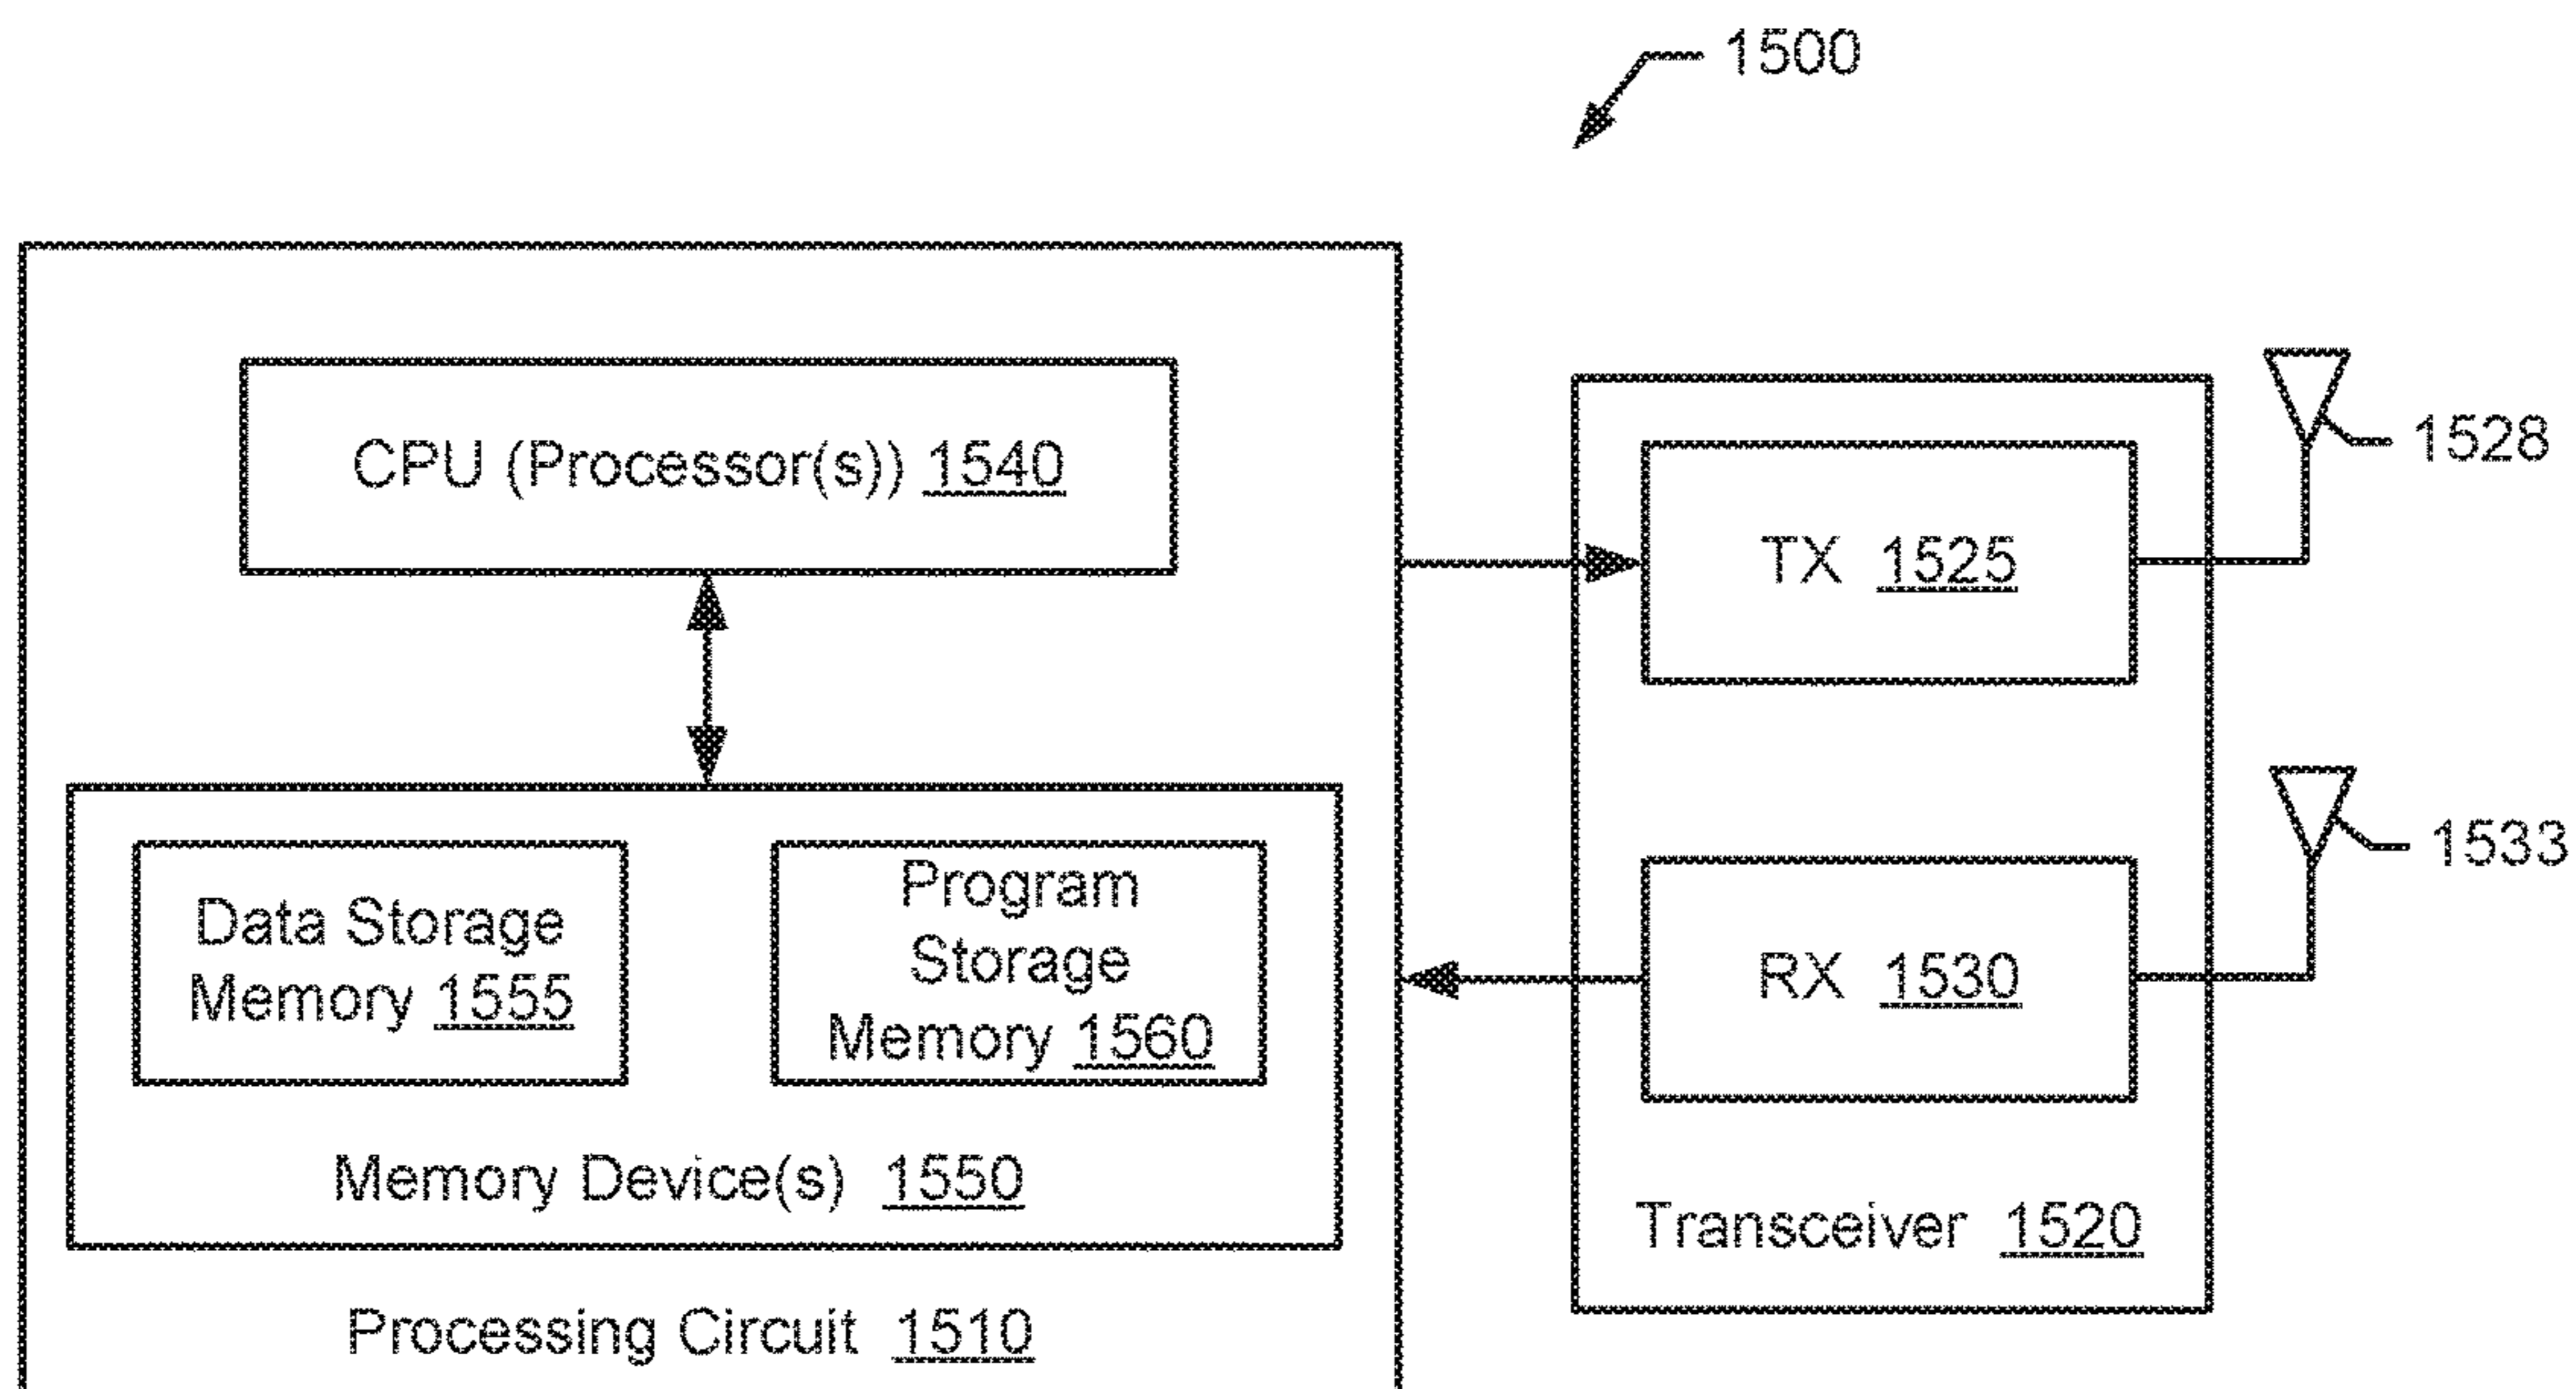 1500
CPU (Processor(s)) 1540
1528
TX 1525
1533
Data Storage
Memory 1555
Program
Storage
Memory 1560
RX 1530
Memory Device(s) 1550
Transceiver 1520
Processing Circuit 1510